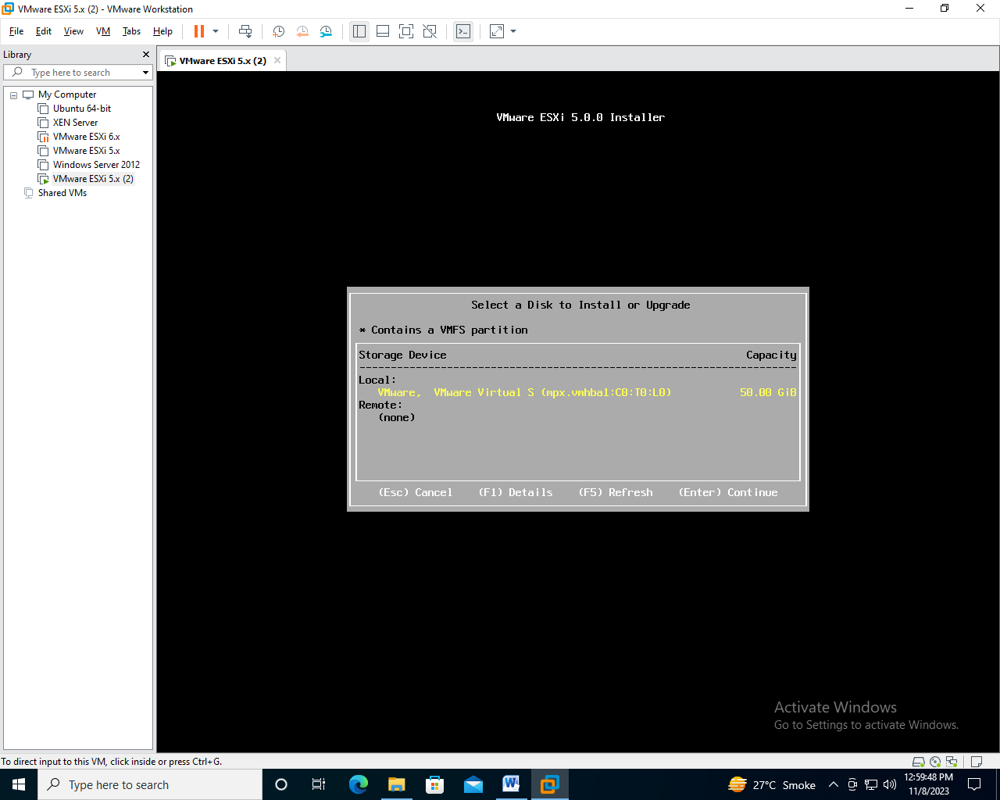 VMware ESXi 5.x (2) - VMware Workstation
File Edit View VM Tabs Help
Library
Type here to search
My Computer
Ubuntu 64-bit
XEN Server
VMware ESXi 6.x
VMware ESXi 5.x
Windows Server 2012
VMware ESXi 5.x (2)
Shared VMs
VMware ESXi 5.x (2)
VMware ESXi 5.0.0 Installer
Select a Disk to Install or Upgrade
* Contains a VMFS partition
Storage Device Capacity
Local:
VMware, VMware Virtual S (mpx.vmhba1:C0:T0:L0) 50.00 GiB
Remote:
(none)
(Esc) Cancel (F1) Details (F5) Refresh (Enter) Continue
Activate Windows
Go to Settings to activate Windows.
To direct input to this VM, click inside or press Ctrl+G.
Type here to search
27°C Smoke
12:59:48 PM
11/8/2023